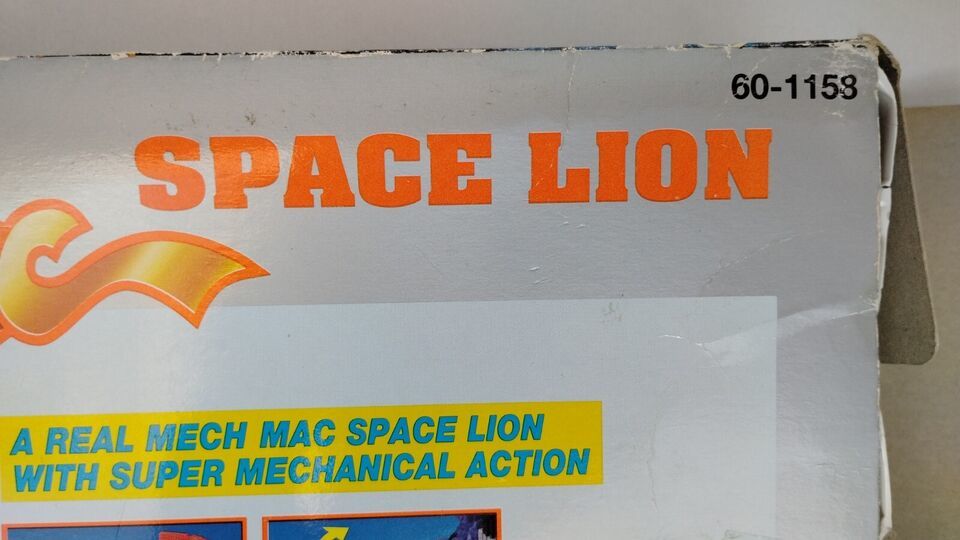 60-1158
SPACE LION
A REAL MECH MAC SPACE LION
WITH SUPER MECHANICAL ACTION